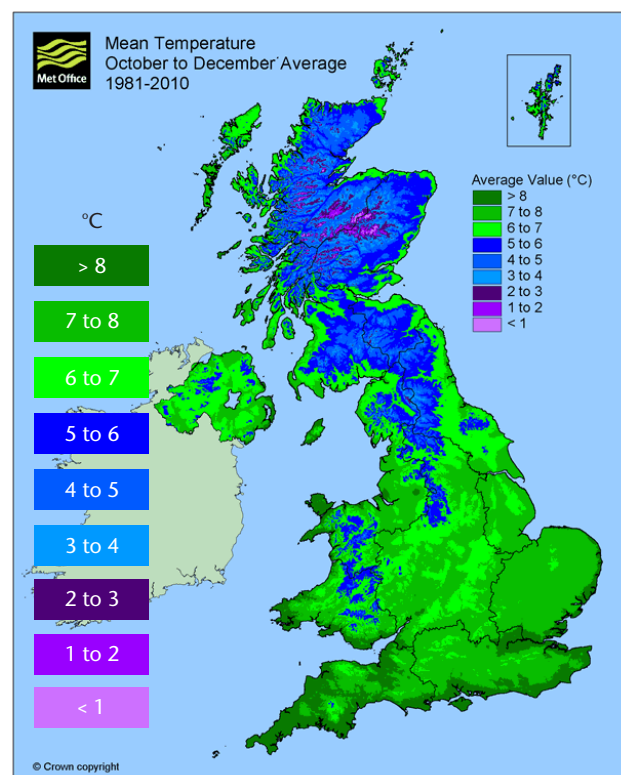 Met Office
Mean Temperature
October to December Average
1981-2010
Average Value (°C)
> 8
7 to 8
6 to 7
5 to 6
4 to 5
3 to 4
2 to 3
1 to 2
< 1
°C
> 8
7 to 8
6 to 7
5 to 6
4 to 5
3 to 4
2 to 3
1 to 2
< 1
© Crown copyright